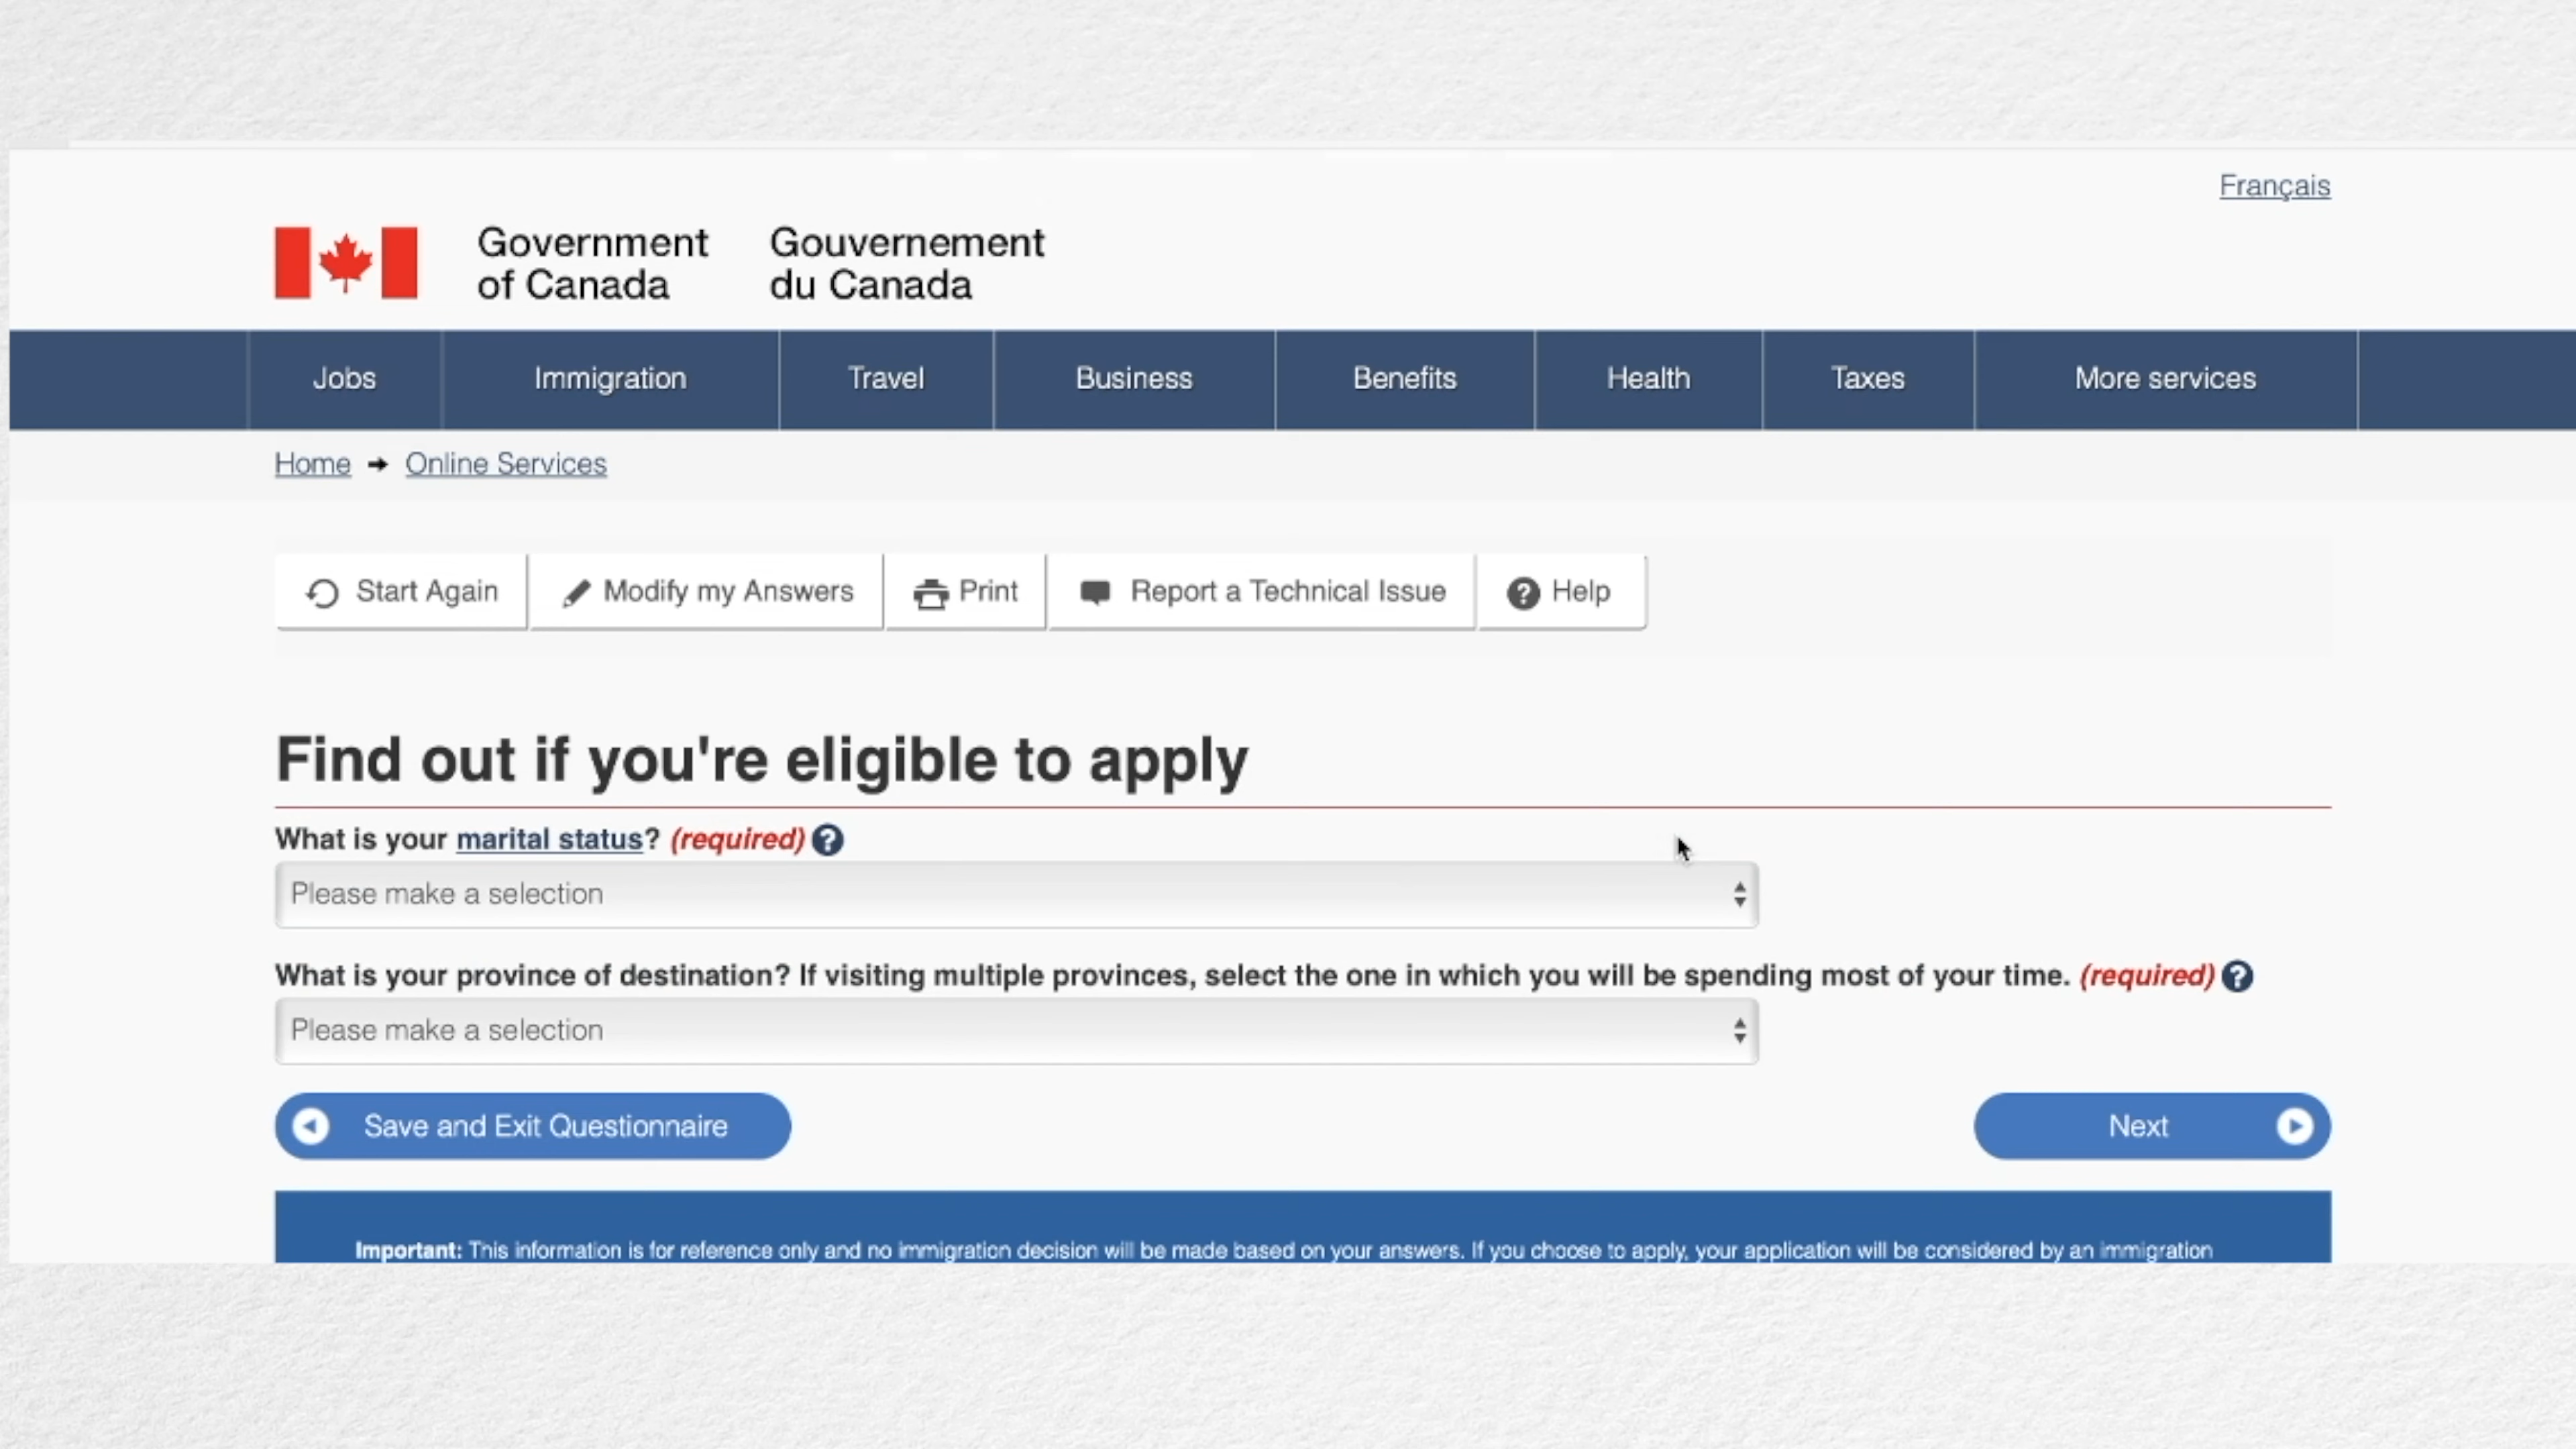 Français
Government of Canada
Gouvernement du Canada
Jobs Immigration Travel Business Benefits Health Taxes More services
Home Online Services
Start Again Modify my Answers Print Report a Technical Issue Help
Find out if you're eligible to apply
What is your marital status? (required)
Please make a selection
What is your province of destination? If visiting multiple provinces, select the one in which you will be spending most of your time. (required)
Please make a selection
Save and Exit Questionnaire Next
Important: This information is for reference only and no immigration decision will be made based on your answers. If you choose to apply, your application will be considered by an immigration